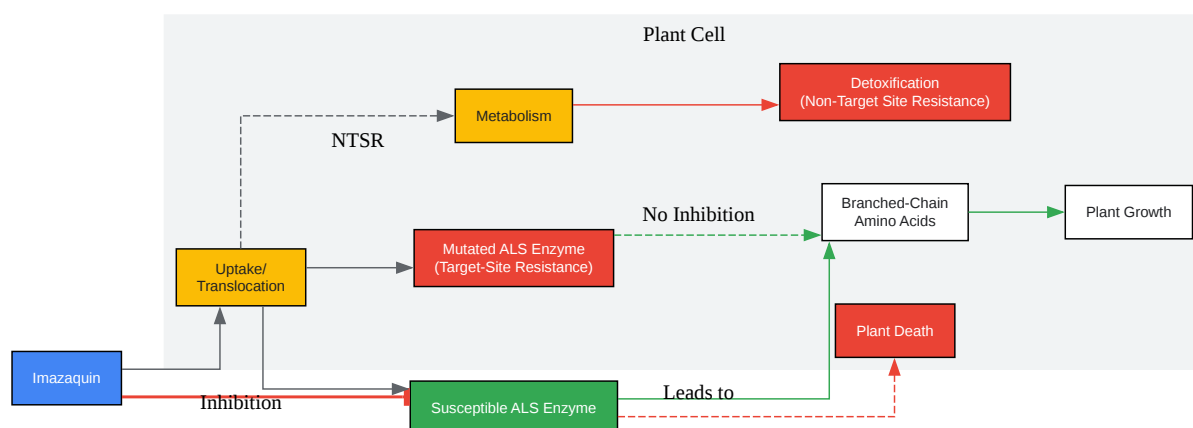 Plant Cell
Detoxification
(Non-Target Site Resistance)
Metabolism
NTSR
Branched-Chain
Amino Acids
Plant Growth
No Inhibition
Mutated ALS Enzyme
(Target-Site Resistance)
Uptake/
Translocation
Plant Death
Imazaquin
Inhibition
Susceptible ALS Enzyme
Leads to